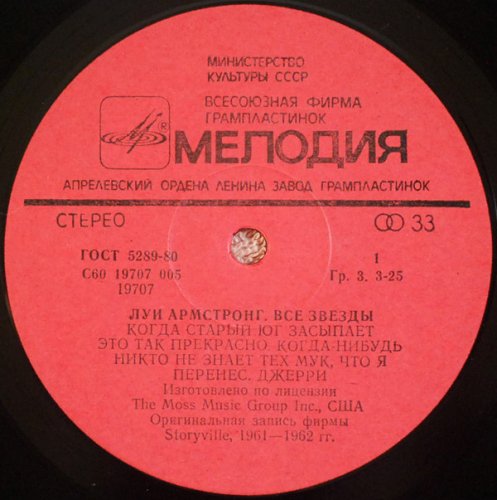 МИНИСТЕРСТВО
КУЛЬТУРЫ СССР
ВСЕСОЮЗНАЯ ФИРМА
ГРАМПЛАСТИНОК
® МЕЛОДИЯ
АПРЕЛЕВСКИЙ ОРДЕНА ЛЕНИНА ЗАВОД ГРАМПЛАСТИНОК
СТЕРЕО 33
ГОСТ 5289-80 1
С60 19707 005 Гр. 3. 3-25
19707
ЛУИ АРМСТРОНГ. ВСЕ ЗВЕЗДЫ
КОГДА СТАРЫЙ ЮГ ЗАСЫПАЕТ
ЭТО ТАК ПРЕКРАСНО. КОГДА-НИБУДЬ
НИКТО НЕ ЗНАЕТ ТЕХ МУК, ЧТО Я
ПЕРЕНЕС. ДЖЕРРИ
Изготовлено по лицензии
The Moss Music Group Inc., США
Оригинальная запись фирмы
Storyville, 1961—1962 гг.